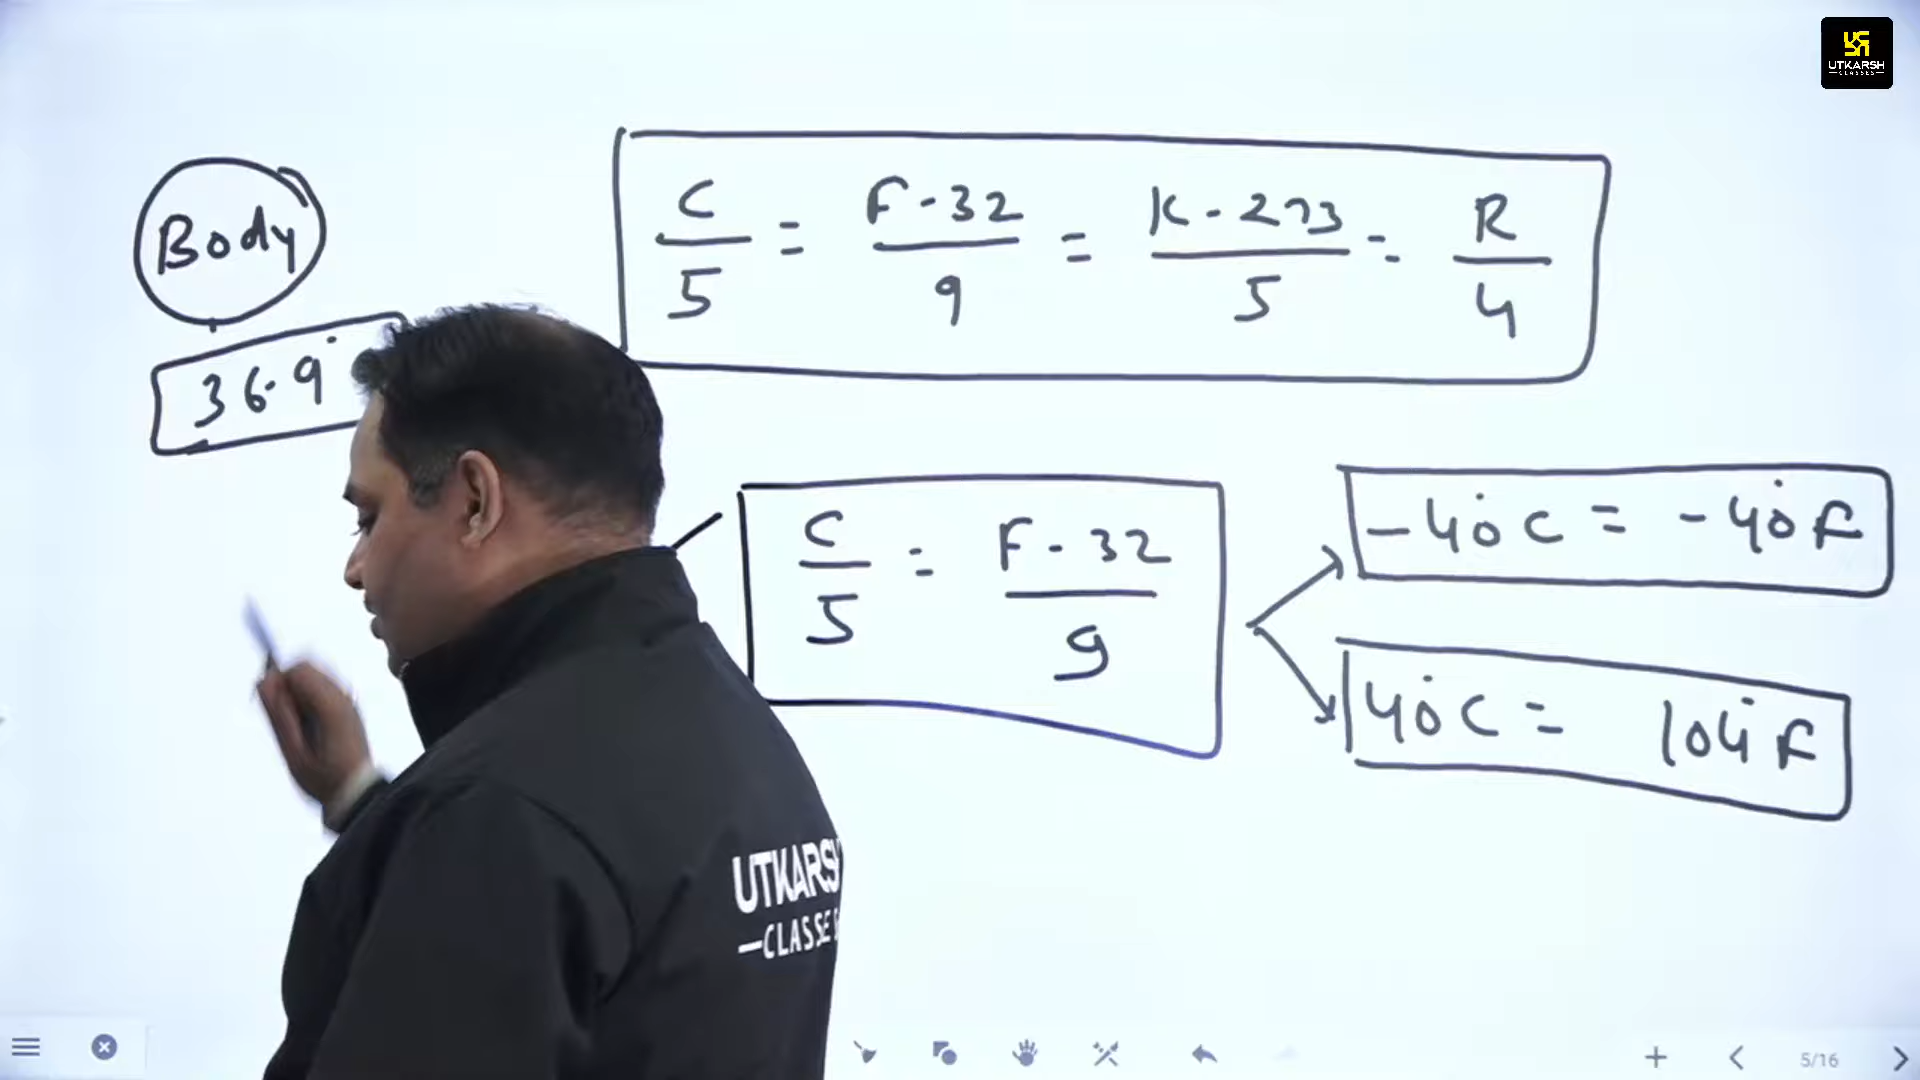 UTKARSH
CLASSES
Body
36.9°
C/5 = F-32/9 = K-273/5 = R/4
C/5 = F-32/9
-40°C = -40°F
40°C = 104°F
UTKARSH
CLASSES
5/16